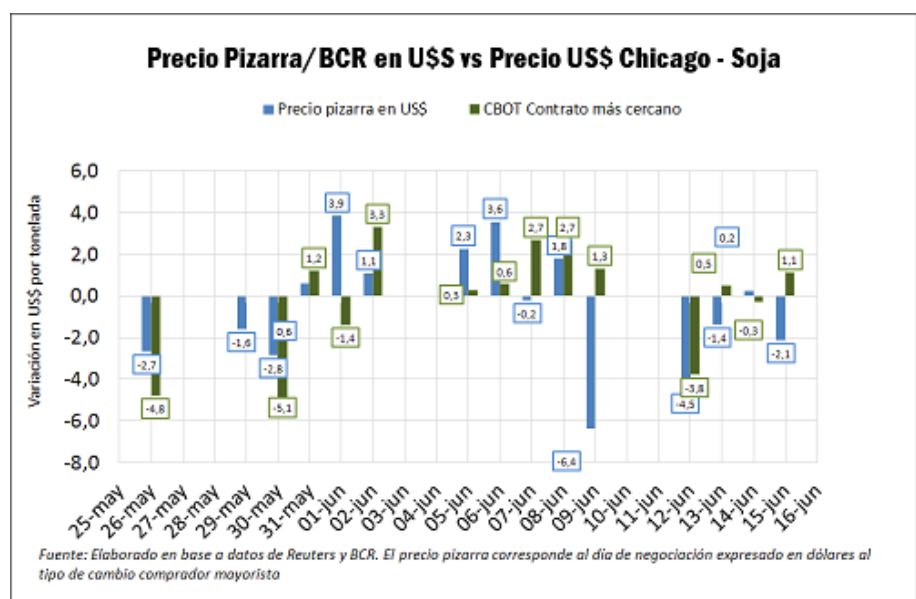 Precio Pizarra/BCR en U$S vs Precio US$ Chicago - Soja
Precio pizarra en US$ CBOT Contrato más cercano
Variación en US$ por tonelada
6,0
4,0
2,0
0,0
-2,0
-4,0
-6,0
-8,0
3,9
3,6
3,3
2,7
2,7
2,3
0,2
1,8
1,2
1,1
0,6
1,3
0,5
1,1
0,3
-0,2
-1,6
0,6
-1,4
-1,4
-0,3
-2,7
-2,8
-2,1
-4,8
-5,1
-3,8
-4,5
-6,4
25-may
26-may
27-may
28-may
29-may
30-may
31-may
01-jun
02-jun
03-jun
04-jun
05-jun
06-jun
07-jun
08-jun
09-jun
10-jun
11-jun
12-jun
13-jun
14-jun
15-jun
16-jun
Fuente: Elaborado en base a datos de Reuters y BCR. El precio pizarra corresponde al día de negociación expresado en dólares al
tipo de cambio comprador mayorista